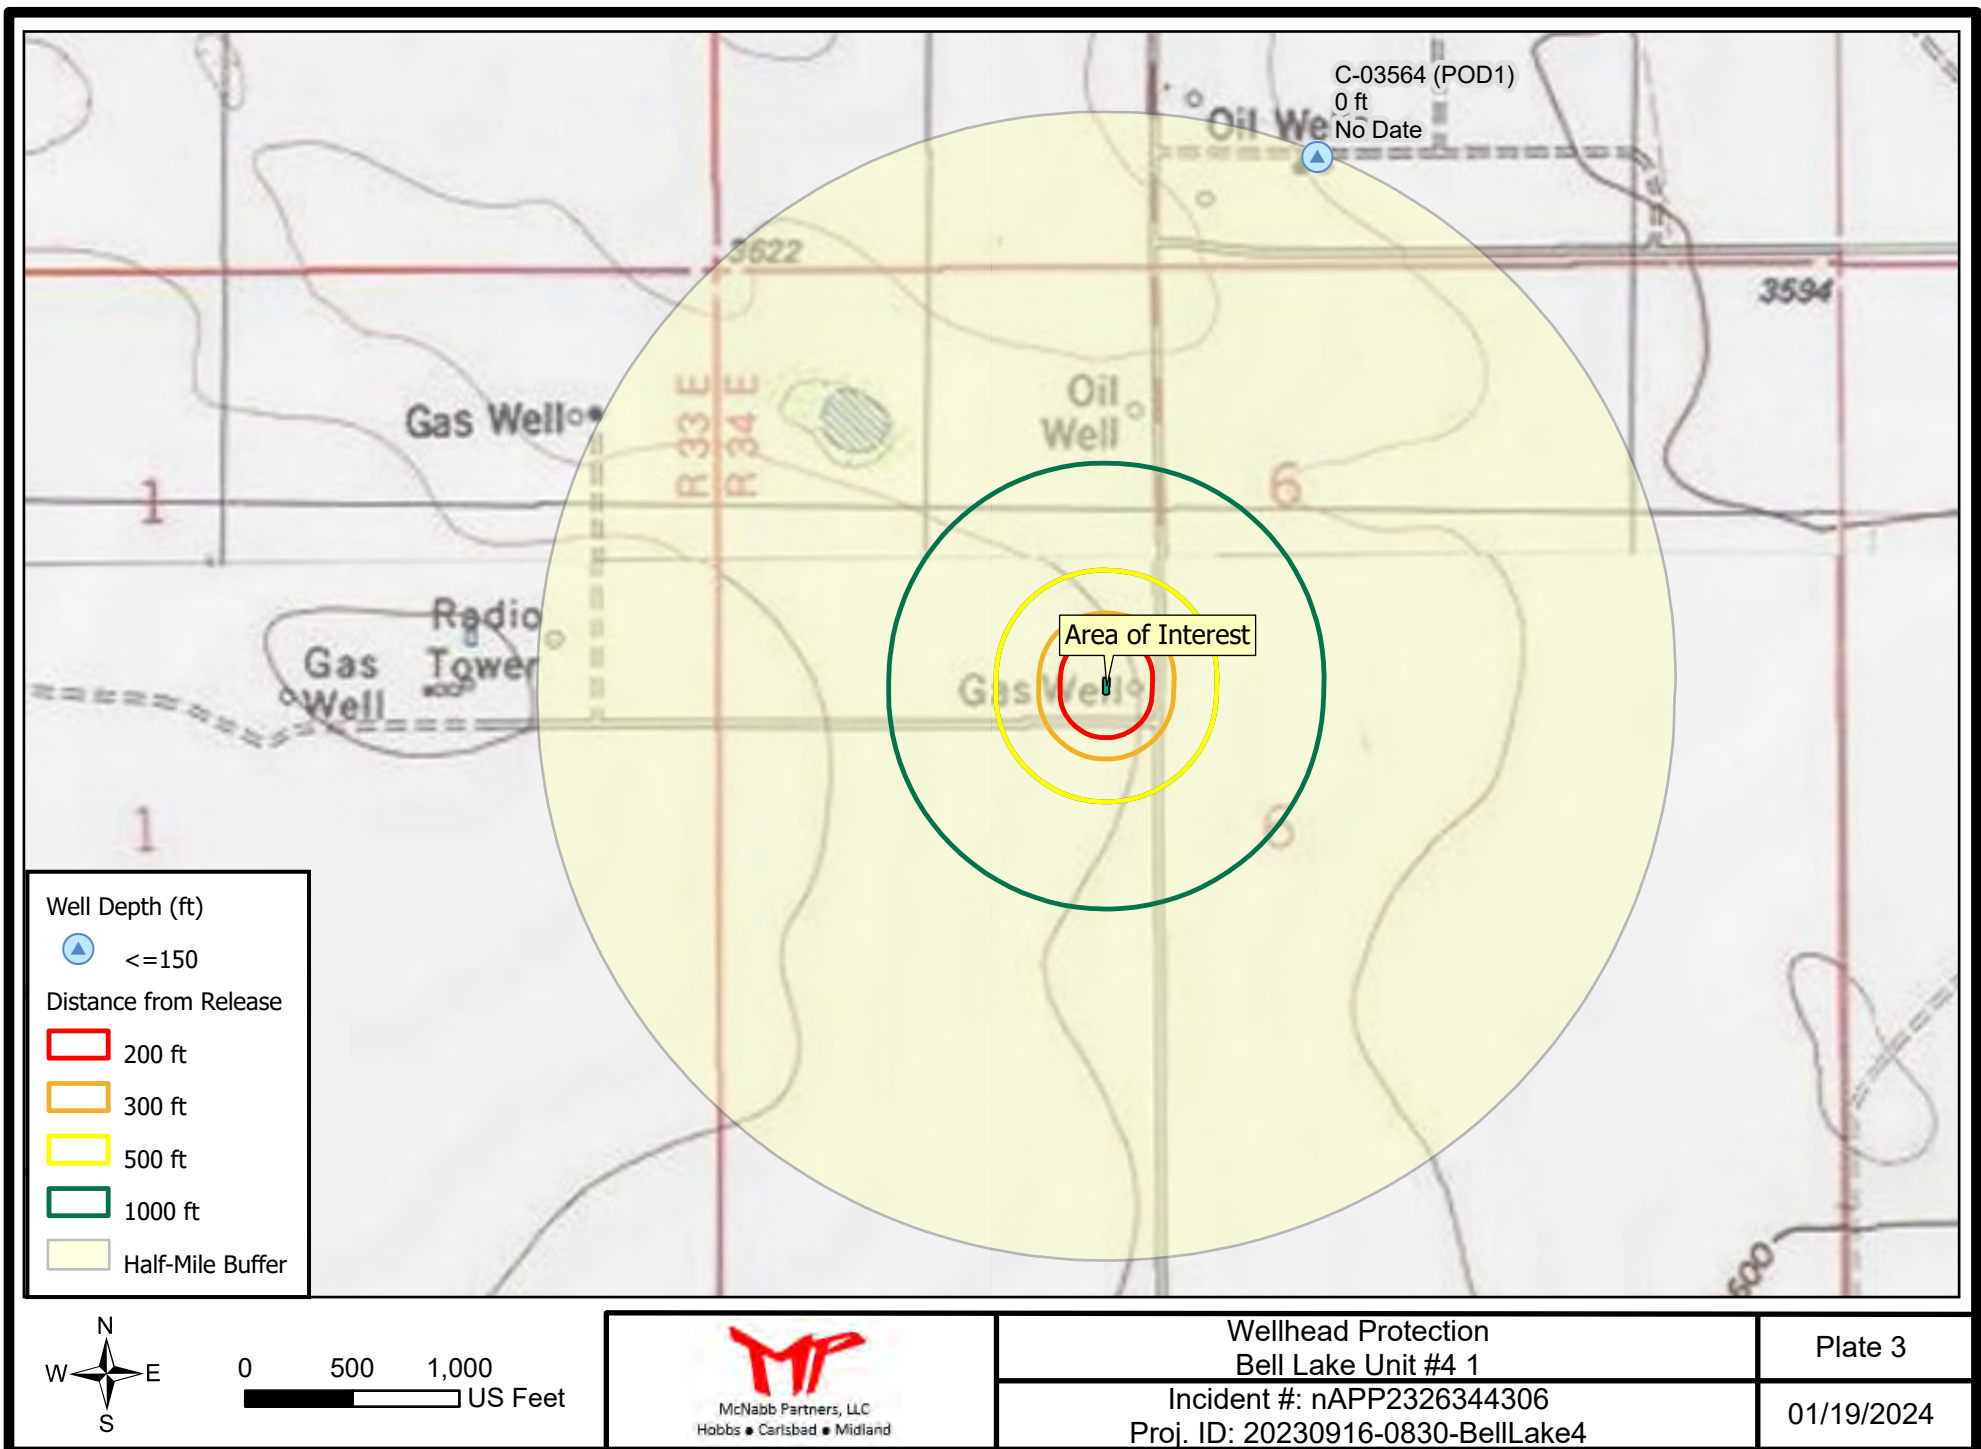 C-03564 (POD1)
0 ft
No Date
Oil We
3622
3594
R 33 E
R 34 E
Gas Well
Oil
Well
1
6
Area of Interest
Radio
Tower
Gas
Well
Gas Well
1
6
600
Well Depth (ft)
<=150
Distance from Release
200 ft
300 ft
500 ft
1000 ft
Half-Mile Buffer
N
W E
S
0 500 1,000
US Feet
McNabb Partners, LLC
Hobbs • Carlsbad • Midland
Wellhead Protection
Bell Lake Unit #4 1
Incident #: nAPP2326344306
Proj. ID: 20230916-0830-BellLake4
Plate 3
01/19/2024